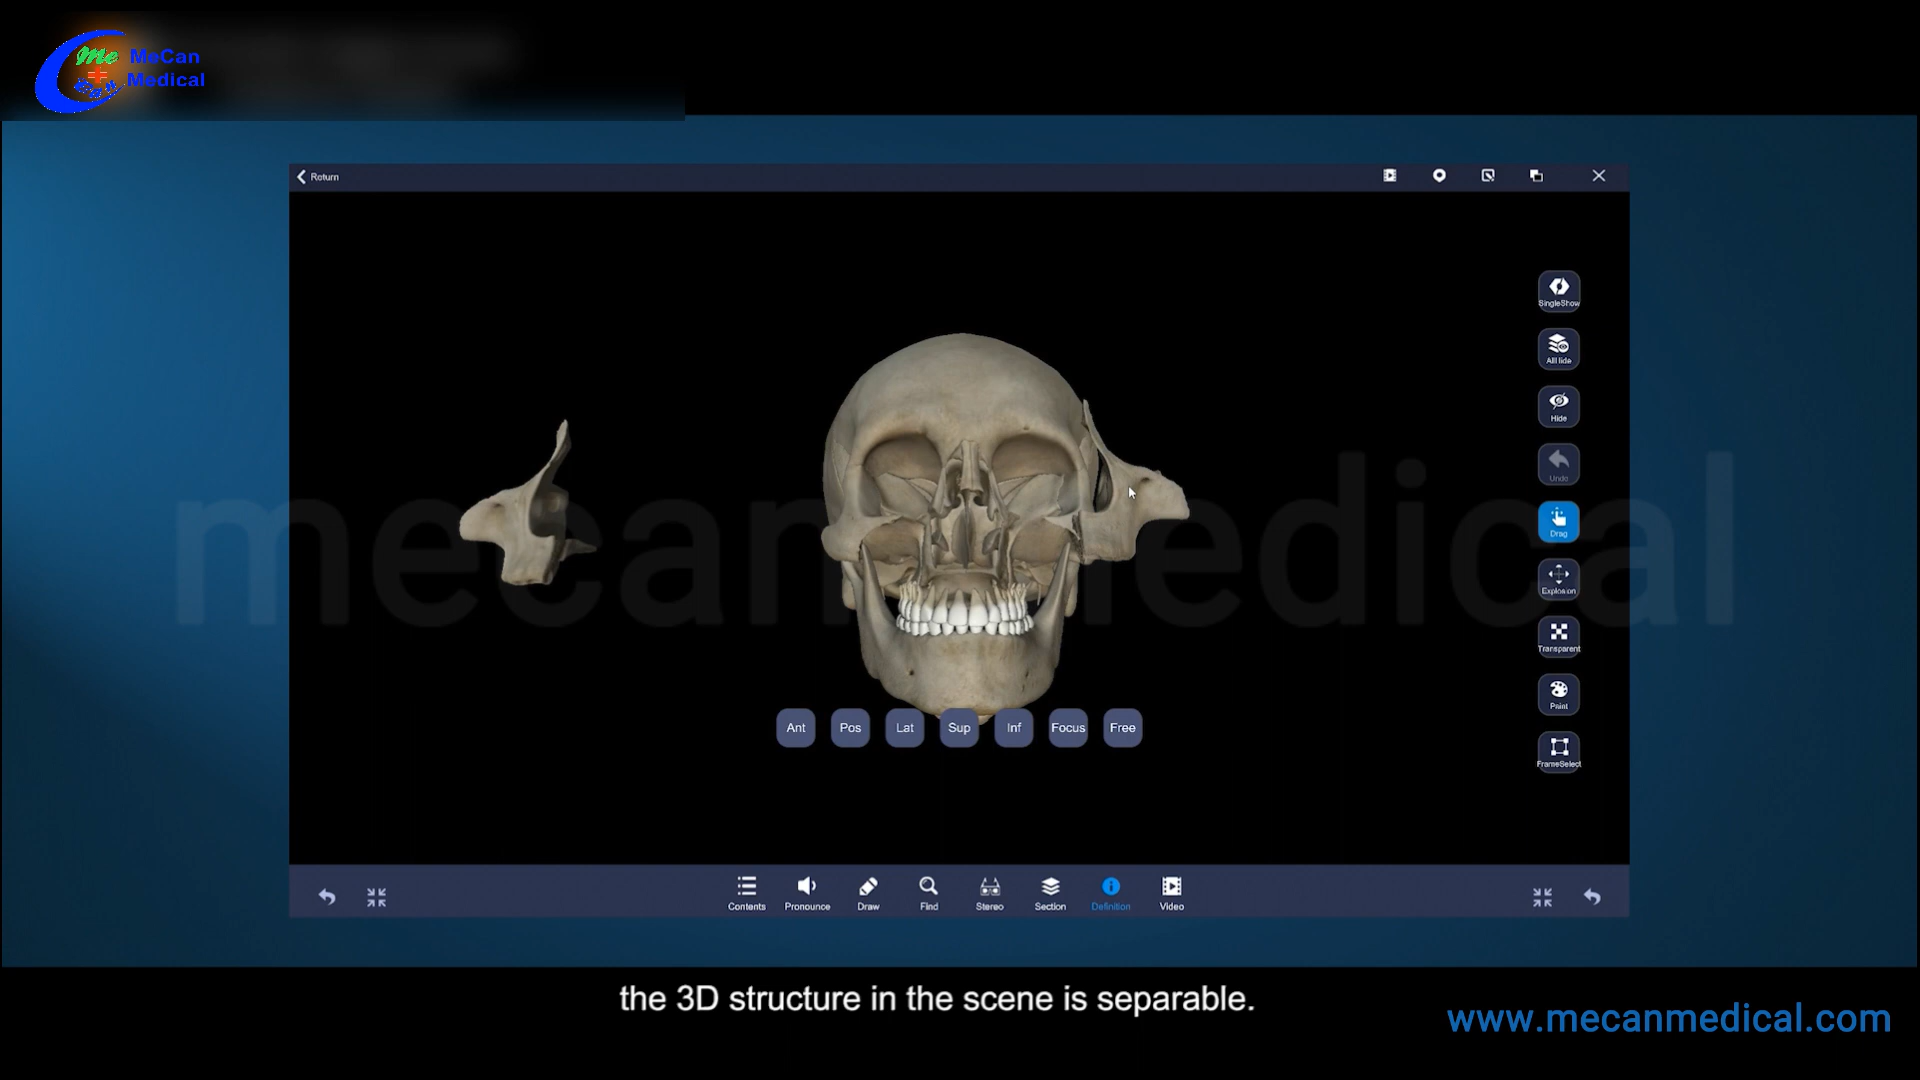 Me
MeCan
Medical
Return
SingleShow
All hide
Hide
Undo
Drag
Explosion
Transparent
Paint
FrameSelect
mecanmedical
Ant Pos Lat Sup Inf Focus Free
Contents Pronounce Draw Find Stereo Section Definition Video
the 3D structure in the scene is separable.
www.mecanmedical.com